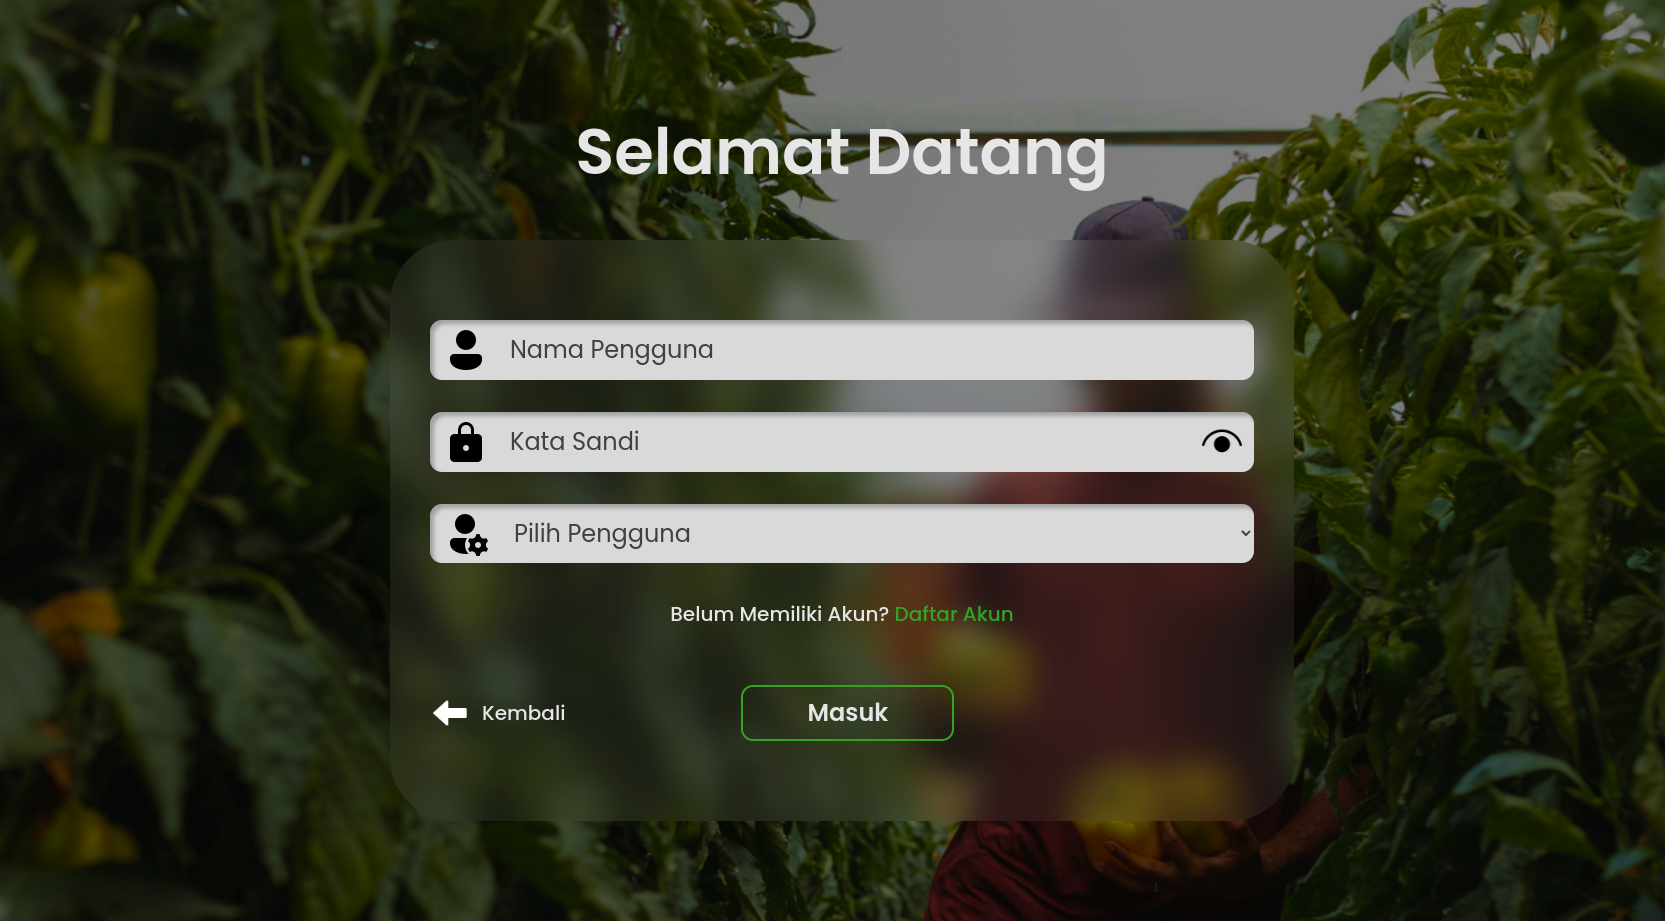 Selamat Datang
Nama Pengguna
Kata Sandi
Pilih Pengguna
Belum Memiliki Akun? Daftar Akun
Kembali
Masuk